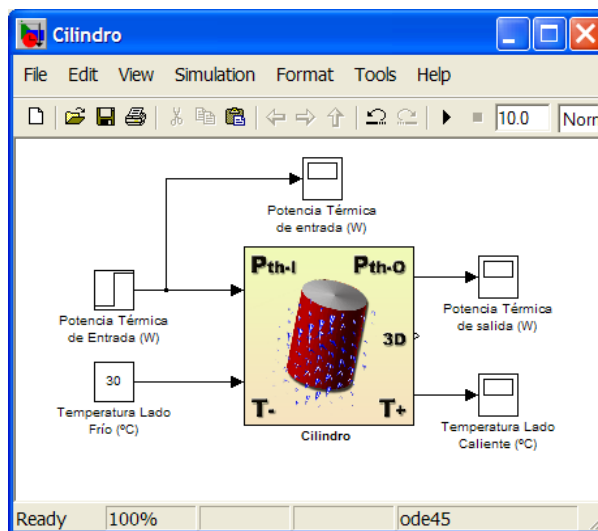 Cilindro
File Edit View Simulation Format Tools Help
10.0 Norn
Potencia Térmica
de entrada (W)
Pth-I Pth-O
Potencia Térmica
de Entrada (W)
Potencia Térmica
de salida (W)
3D
30
T- T+
Temperatura Lado
Frío (ºC)
Cilindro
Temperatura Lado
Caliente (ºC)
Ready 100% ode45